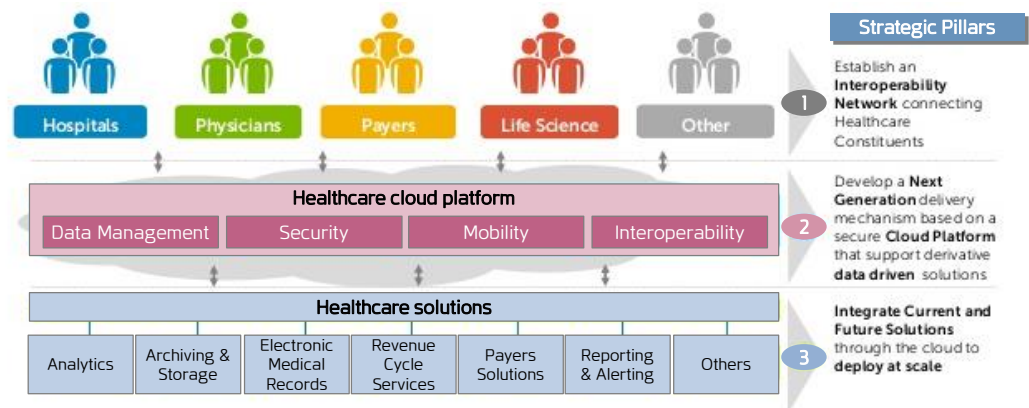 Strategic Pillars
Hospitals
Physicians
Payers
Life Science
Other
1
Establish an
Interoperability
Network connecting
Healthcare
Constituents
Healthcare cloud platform
Data Management
Security
Mobility
Interoperability
2
Develop a Next
Generation delivery
mechanism based on a
secure Cloud Platform
that support derivative
data driven solutions
Healthcare solutions
Analytics
Archiving &
Storage
Electronic
Medical
Records
Revenue
Cycle
Services
Payers
Solutions
Reporting
& Alerting
Others
3
Integrate Current and
Future Solutions
through the cloud to
deploy at scale